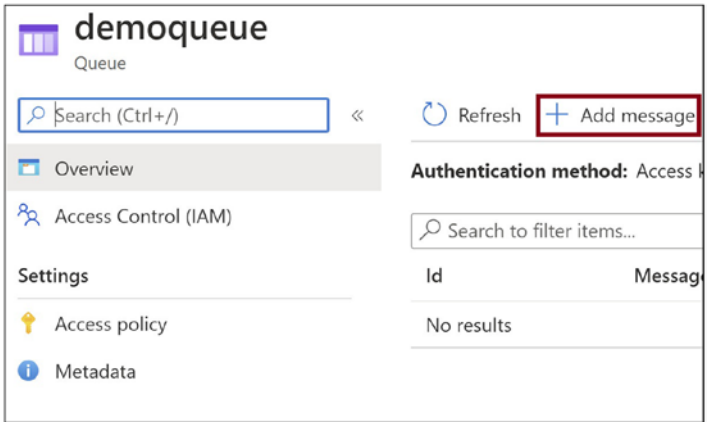 demoqueue
Queue
Search (Ctrl+/)
«
Refresh
+ Add message
Overview
Authentication method: Access
Access Control (IAM)
Search to filter items...
Settings
Id
No results
Access policy
Metadata